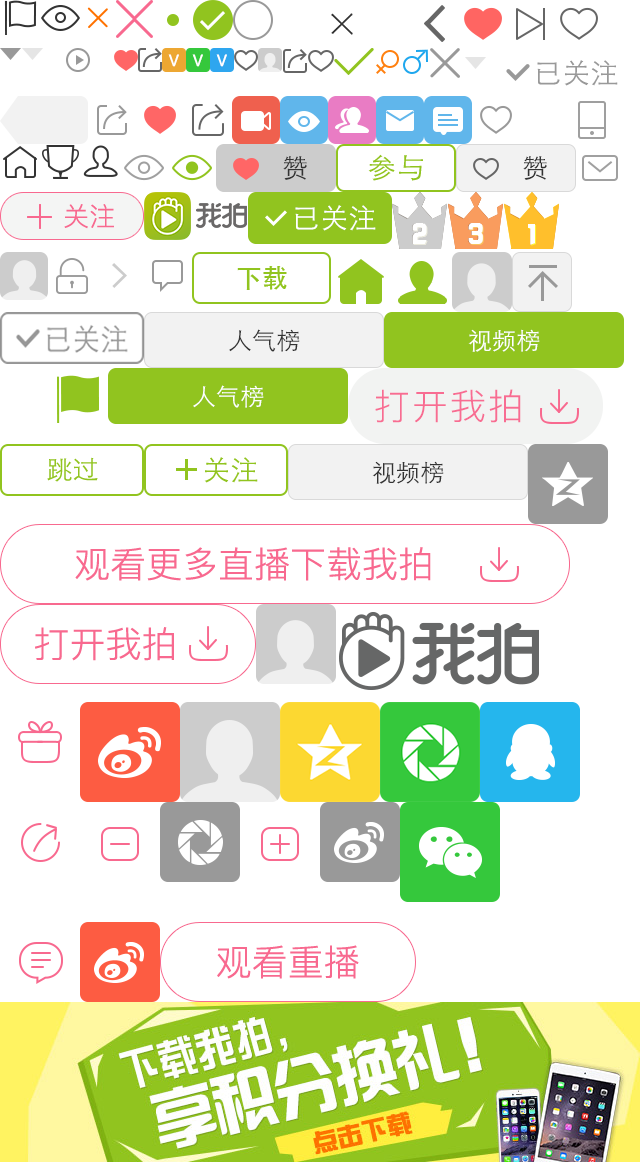 V V V
已关注
赞 参与 赞
关注 我拍 已关注 2 3 1
下载
已关注 人气榜 视频榜
人气榜 打开我拍
跳过 关注 视频榜
观看更多直播下载我拍
打开我拍 我拍
观看重播
下载我拍,
享积分换礼!
点击下载